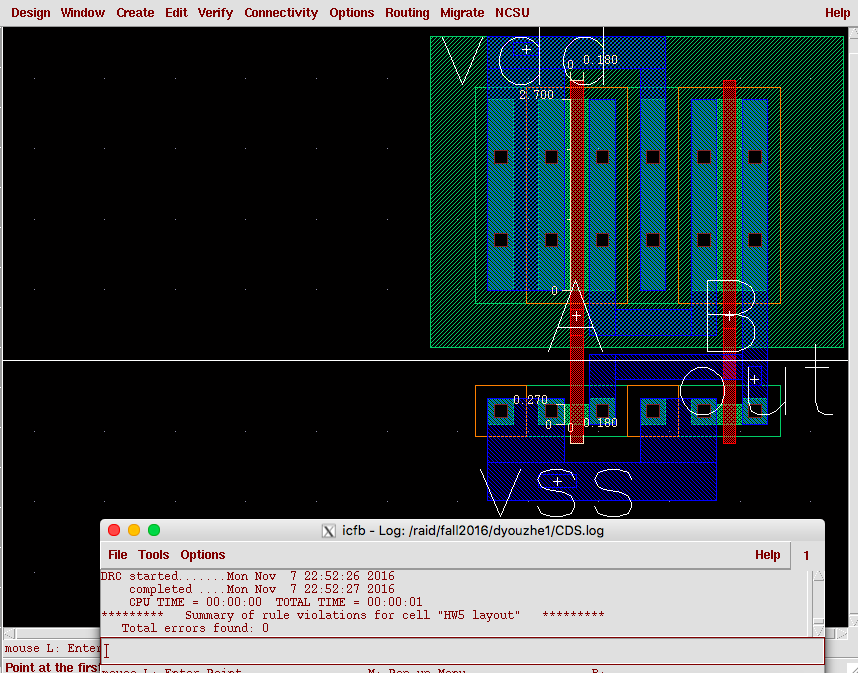 Design Window Create Edit Verify Connectivity Options Routing Migrate NCSU Help
Vdd
0 0.180
2.700
0
A B
out
0.270
0 0 0.180
vss
icfb - Log: /raid/fall2016/dyouzhe1/CDS.log
File Tools Options Help 1
DRC started.......Mon Nov 7 22:52:26 2016
completed ....Mon Nov 7 22:52:27 2016
CPU TIME = 00:00:00 TOTAL TIME = 00:00:01
********* Summary of rule violations for cell "HW5 layout" *********
Total errors found: 0
mouse L: Enter
Point at the firs
mouse L: Enter Point M: Pop-up Menu R: